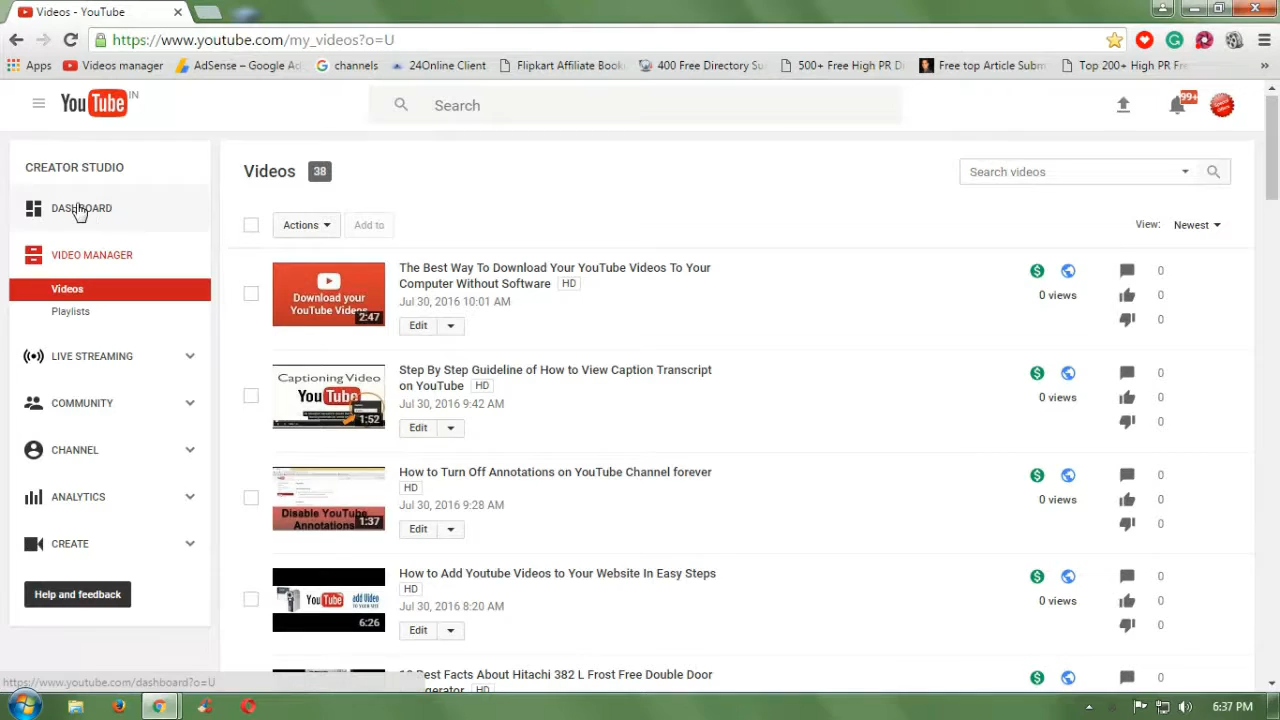 Videos - YouTube
https://www.youtube.com/my_videos?o=U
Apps
Videos manager
AdSense – Google Ad
channels
24Online Client
Flipkart Affiliate Book
400 Free Directory Su
500+ Free High PR Di
Free top Article Subm
Top 200+ High PR Fre
»
YouTube IN
Search
99+
CREATOR STUDIO
DASHBOARD
VIDEO MANAGER
Videos
Playlists
LIVE STREAMING
COMMUNITY
CHANNEL
ANALYTICS
CREATE
Help and feedback
Videos 38
Search videos
Actions
Add to
View: Newest
Download your
YouTube Videos
2:47
The Best Way To Download Your YouTube Videos To Your
Computer Without Software HD
Jul 30, 2016 10:01 AM
Edit
0 views
0
0
0
Captioning Video
YouTube
1:52
Step By Step Guideline of How to View Caption Transcript
on YouTube HD
Jul 30, 2016 9:42 AM
Edit
0 views
0
0
0
Disable YouTube
Annotations
1:37
How to Turn Off Annotations on YouTube Channel forever
HD
Jul 30, 2016 9:28 AM
Edit
0 views
0
0
0
YouTube add Video
6:26
How to Add Youtube Videos to Your Website In Easy Steps
HD
Jul 30, 2016 8:20 AM
Edit
0 views
0
0
0
Best Facts About Hitachi 382 L Frost Free Double Door
HD
0
https://www.youtube.com/dashboard?o=U
6:37 PM